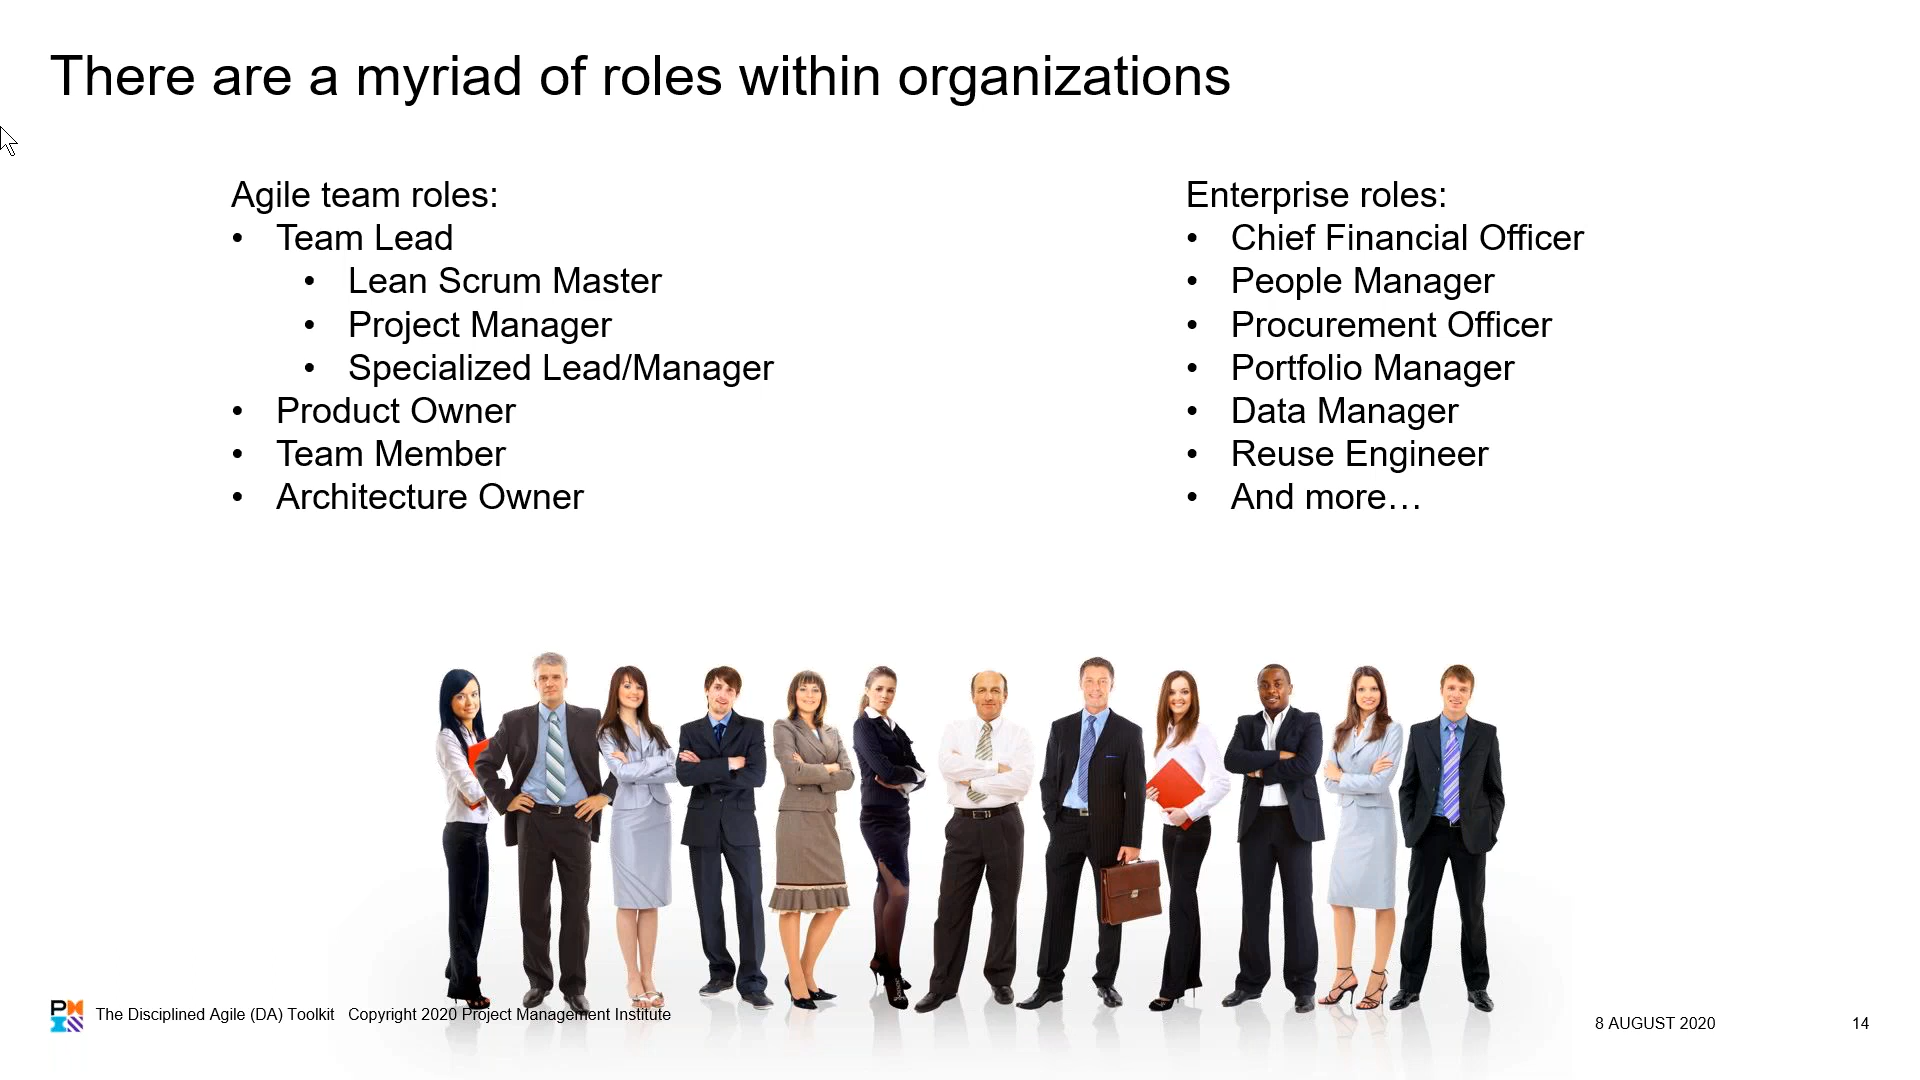 There are a myriad of roles within organizations
Agile team roles:
• Team Lead
• Lean Scrum Master
• Project Manager
• Specialized Lead/Manager
• Product Owner
• Team Member
• Architecture Owner
Enterprise roles:
• Chief Financial Officer
• People Manager
• Procurement Officer
• Portfolio Manager
• Data Manager
• Reuse Engineer
• And more…
PMI
The Disciplined Agile (DA) Toolkit Copyright 2020 Project Management Institute
8 AUGUST 2020
14